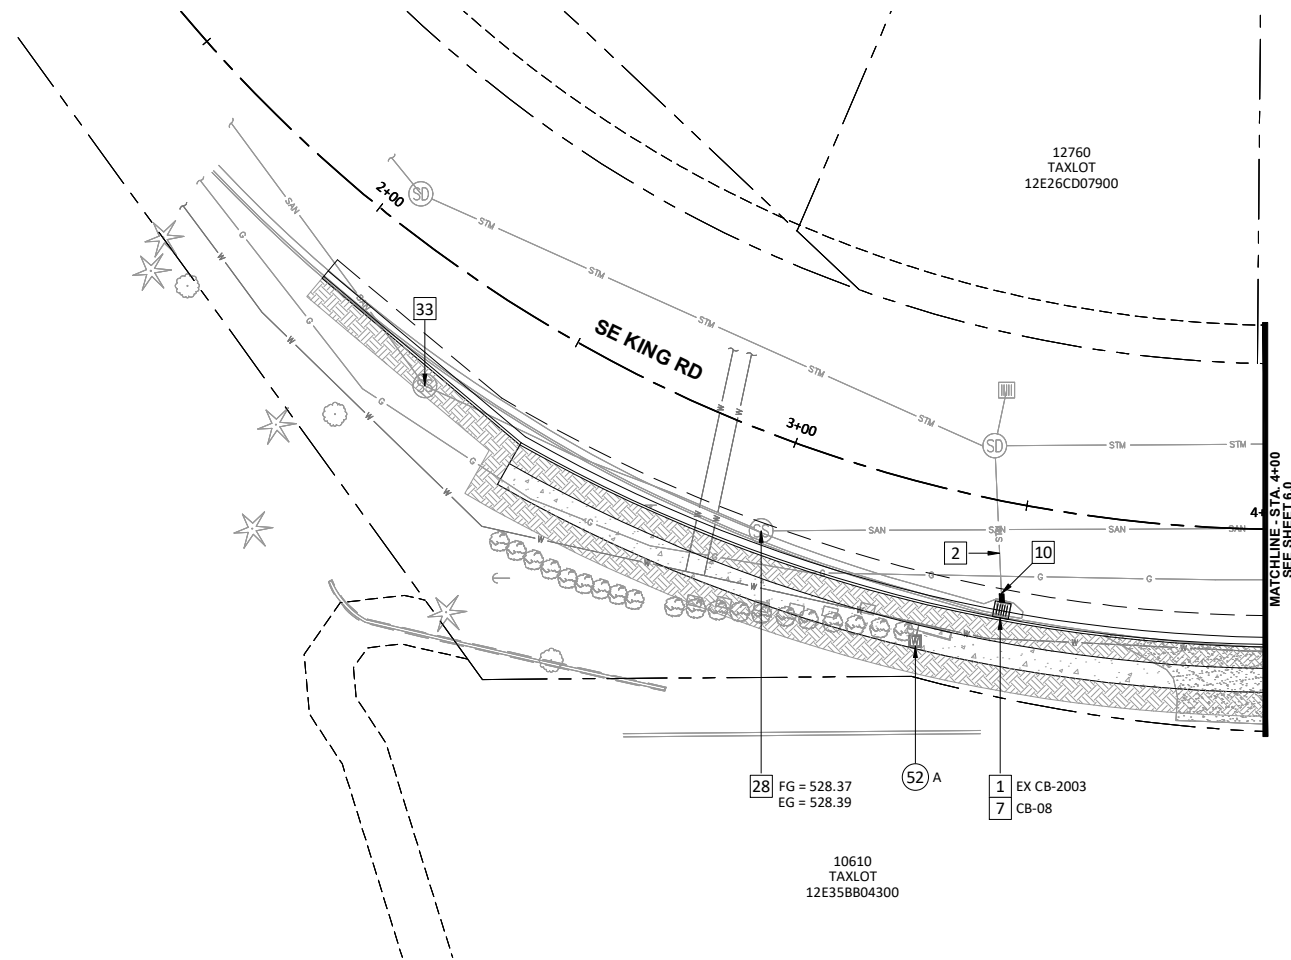 12760
TAXLOT
12E26CD07900
SD
2+00
STM
SAN
G
W
STM
33
SE KING RD
STM
STM
SD
STM
STM
3+00
W
W
G
W
SS
SAN
SAN
SAN
4+
MATCHLINE - STA. 4+00
SEE SHEET 6.0
2
10
G
G
G
G
W
W
W
28 FG = 528.37
EG = 528.39
52 A
1 EX CB-2003
7 CB-08
10610
TAXLOT
12E35BB04300